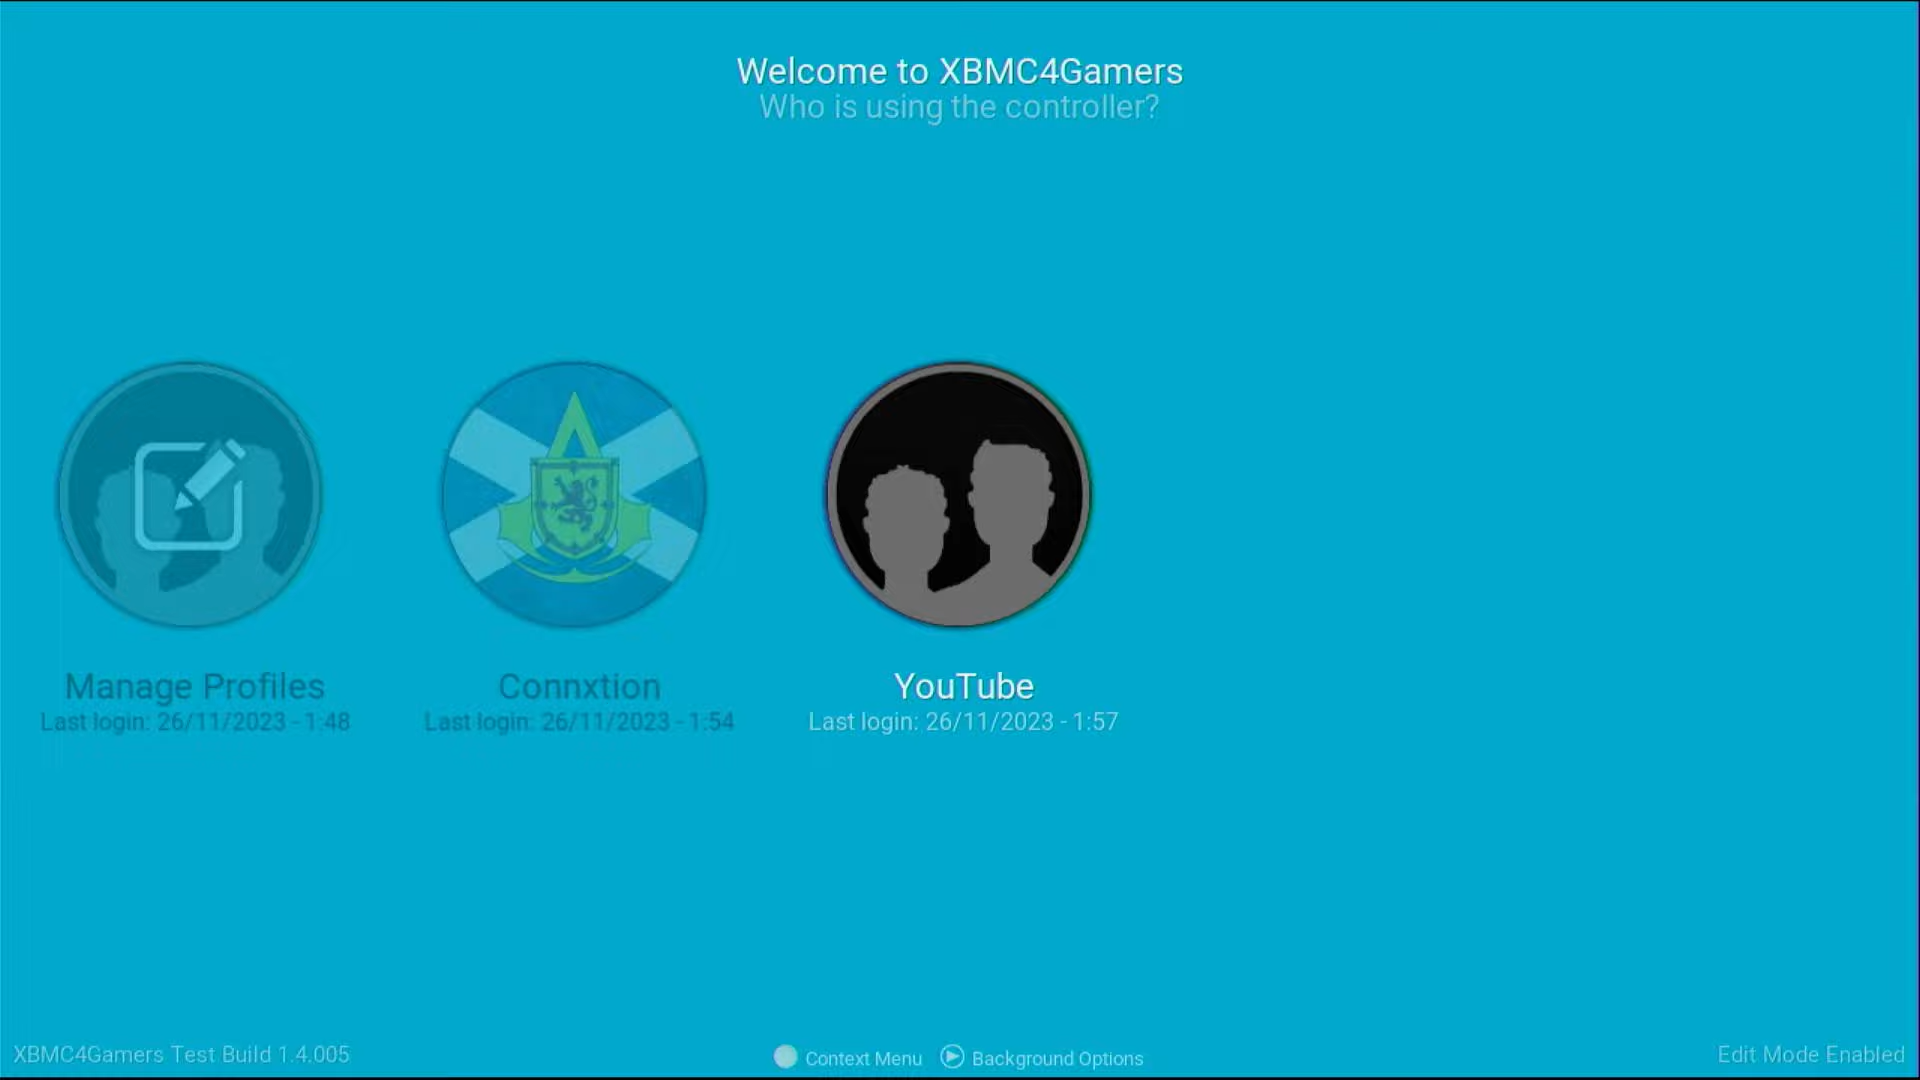 Welcome to XBMC4Gamers
Who is using the controller?
Manage Profiles
Last login: 26/11/2023 - 1:48
Connxtion
Last login: 26/11/2023 - 1:54
YouTube
Last login: 26/11/2023 - 1:57
XBMC4Gamers Test Build 1.4.005
Context Menu
Background Options
Edit Mode Enabled